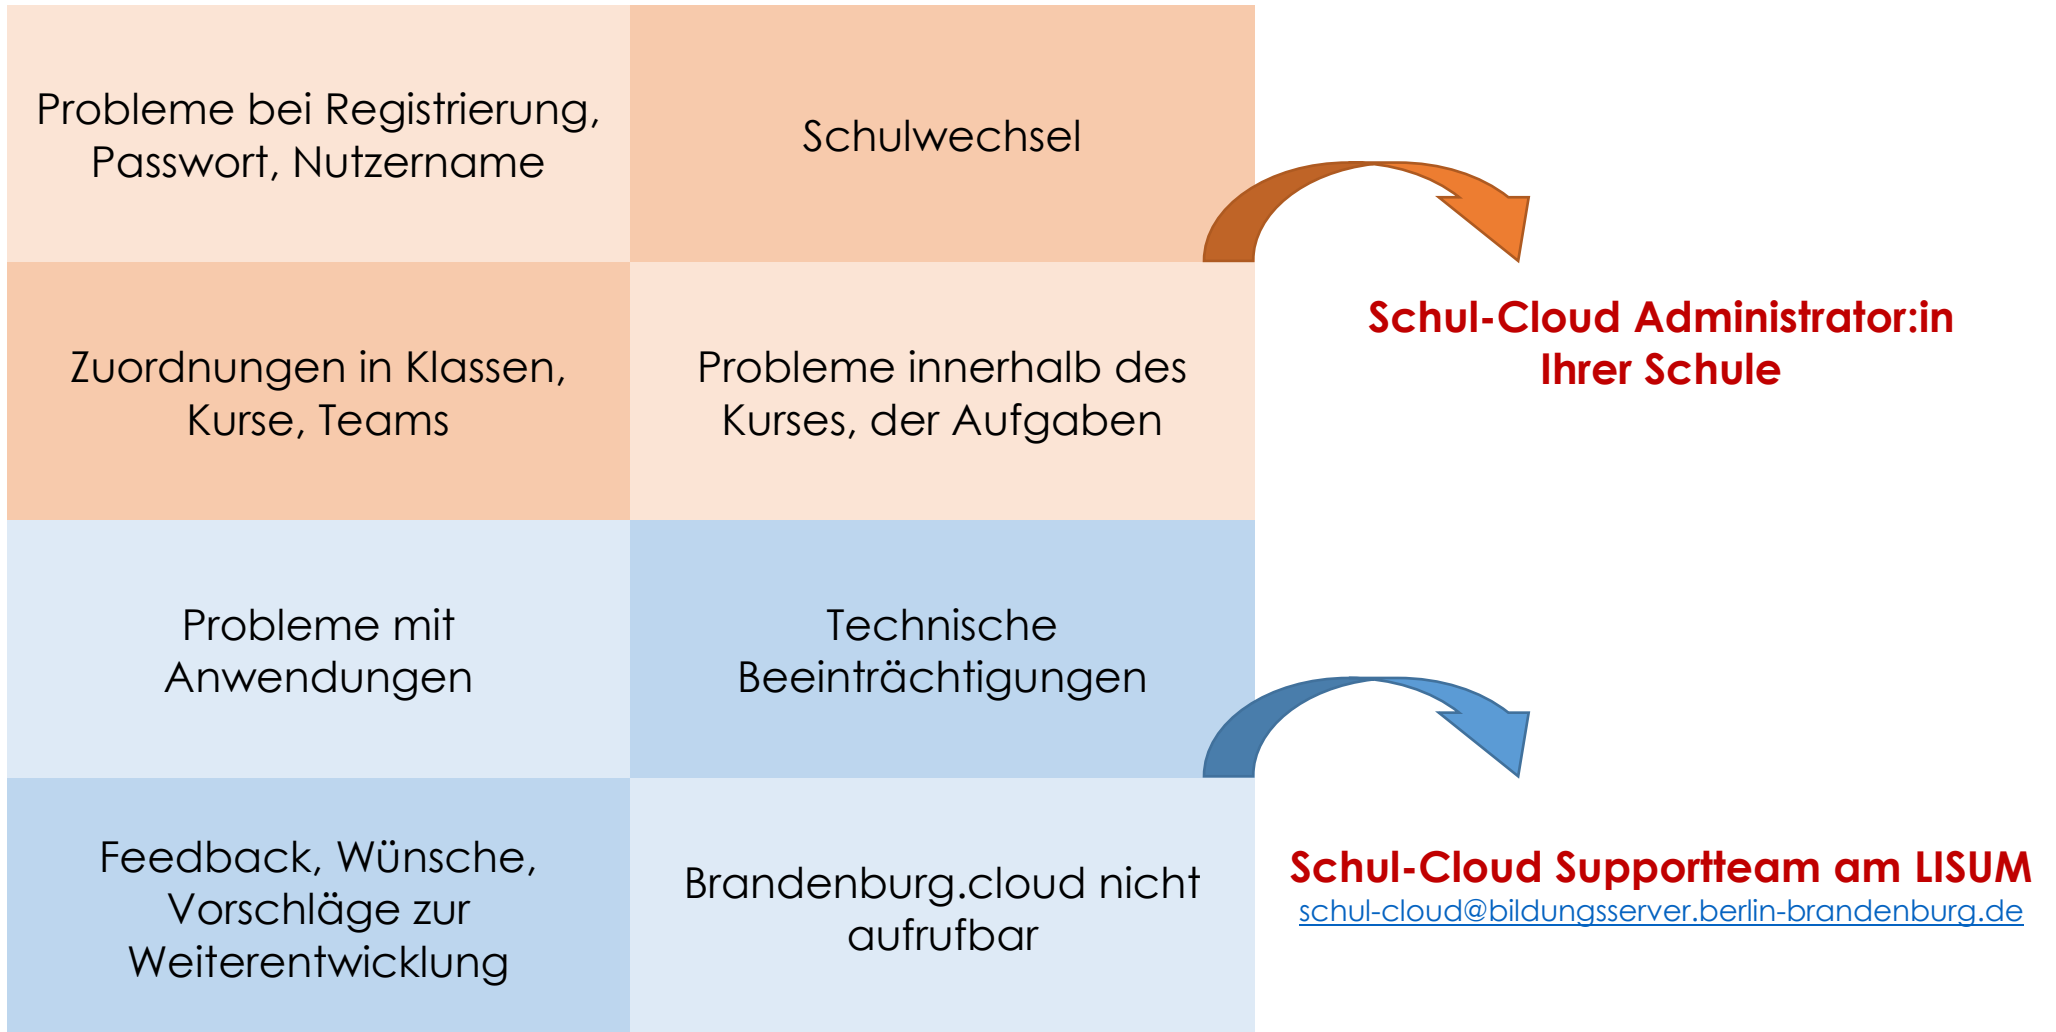 Probleme bei Registrierung,
Passwort, Nutzername
Schulwechsel
Zuordnungen in Klassen,
Kurse, Teams
Probleme innerhalb des
Kurses, der Aufgaben
Schul-Cloud Administrator:in
Ihrer Schule
Probleme mit
Anwendungen
Technische
Beeinträchtigungen
Feedback, Wünsche,
Vorschläge zur
Weiterentwicklung
Brandenburg.cloud nicht
aufrufbar
Schul-Cloud Supportteam am LISUM
schul-cloud@bildungsserver.berlin-brandenburg.de